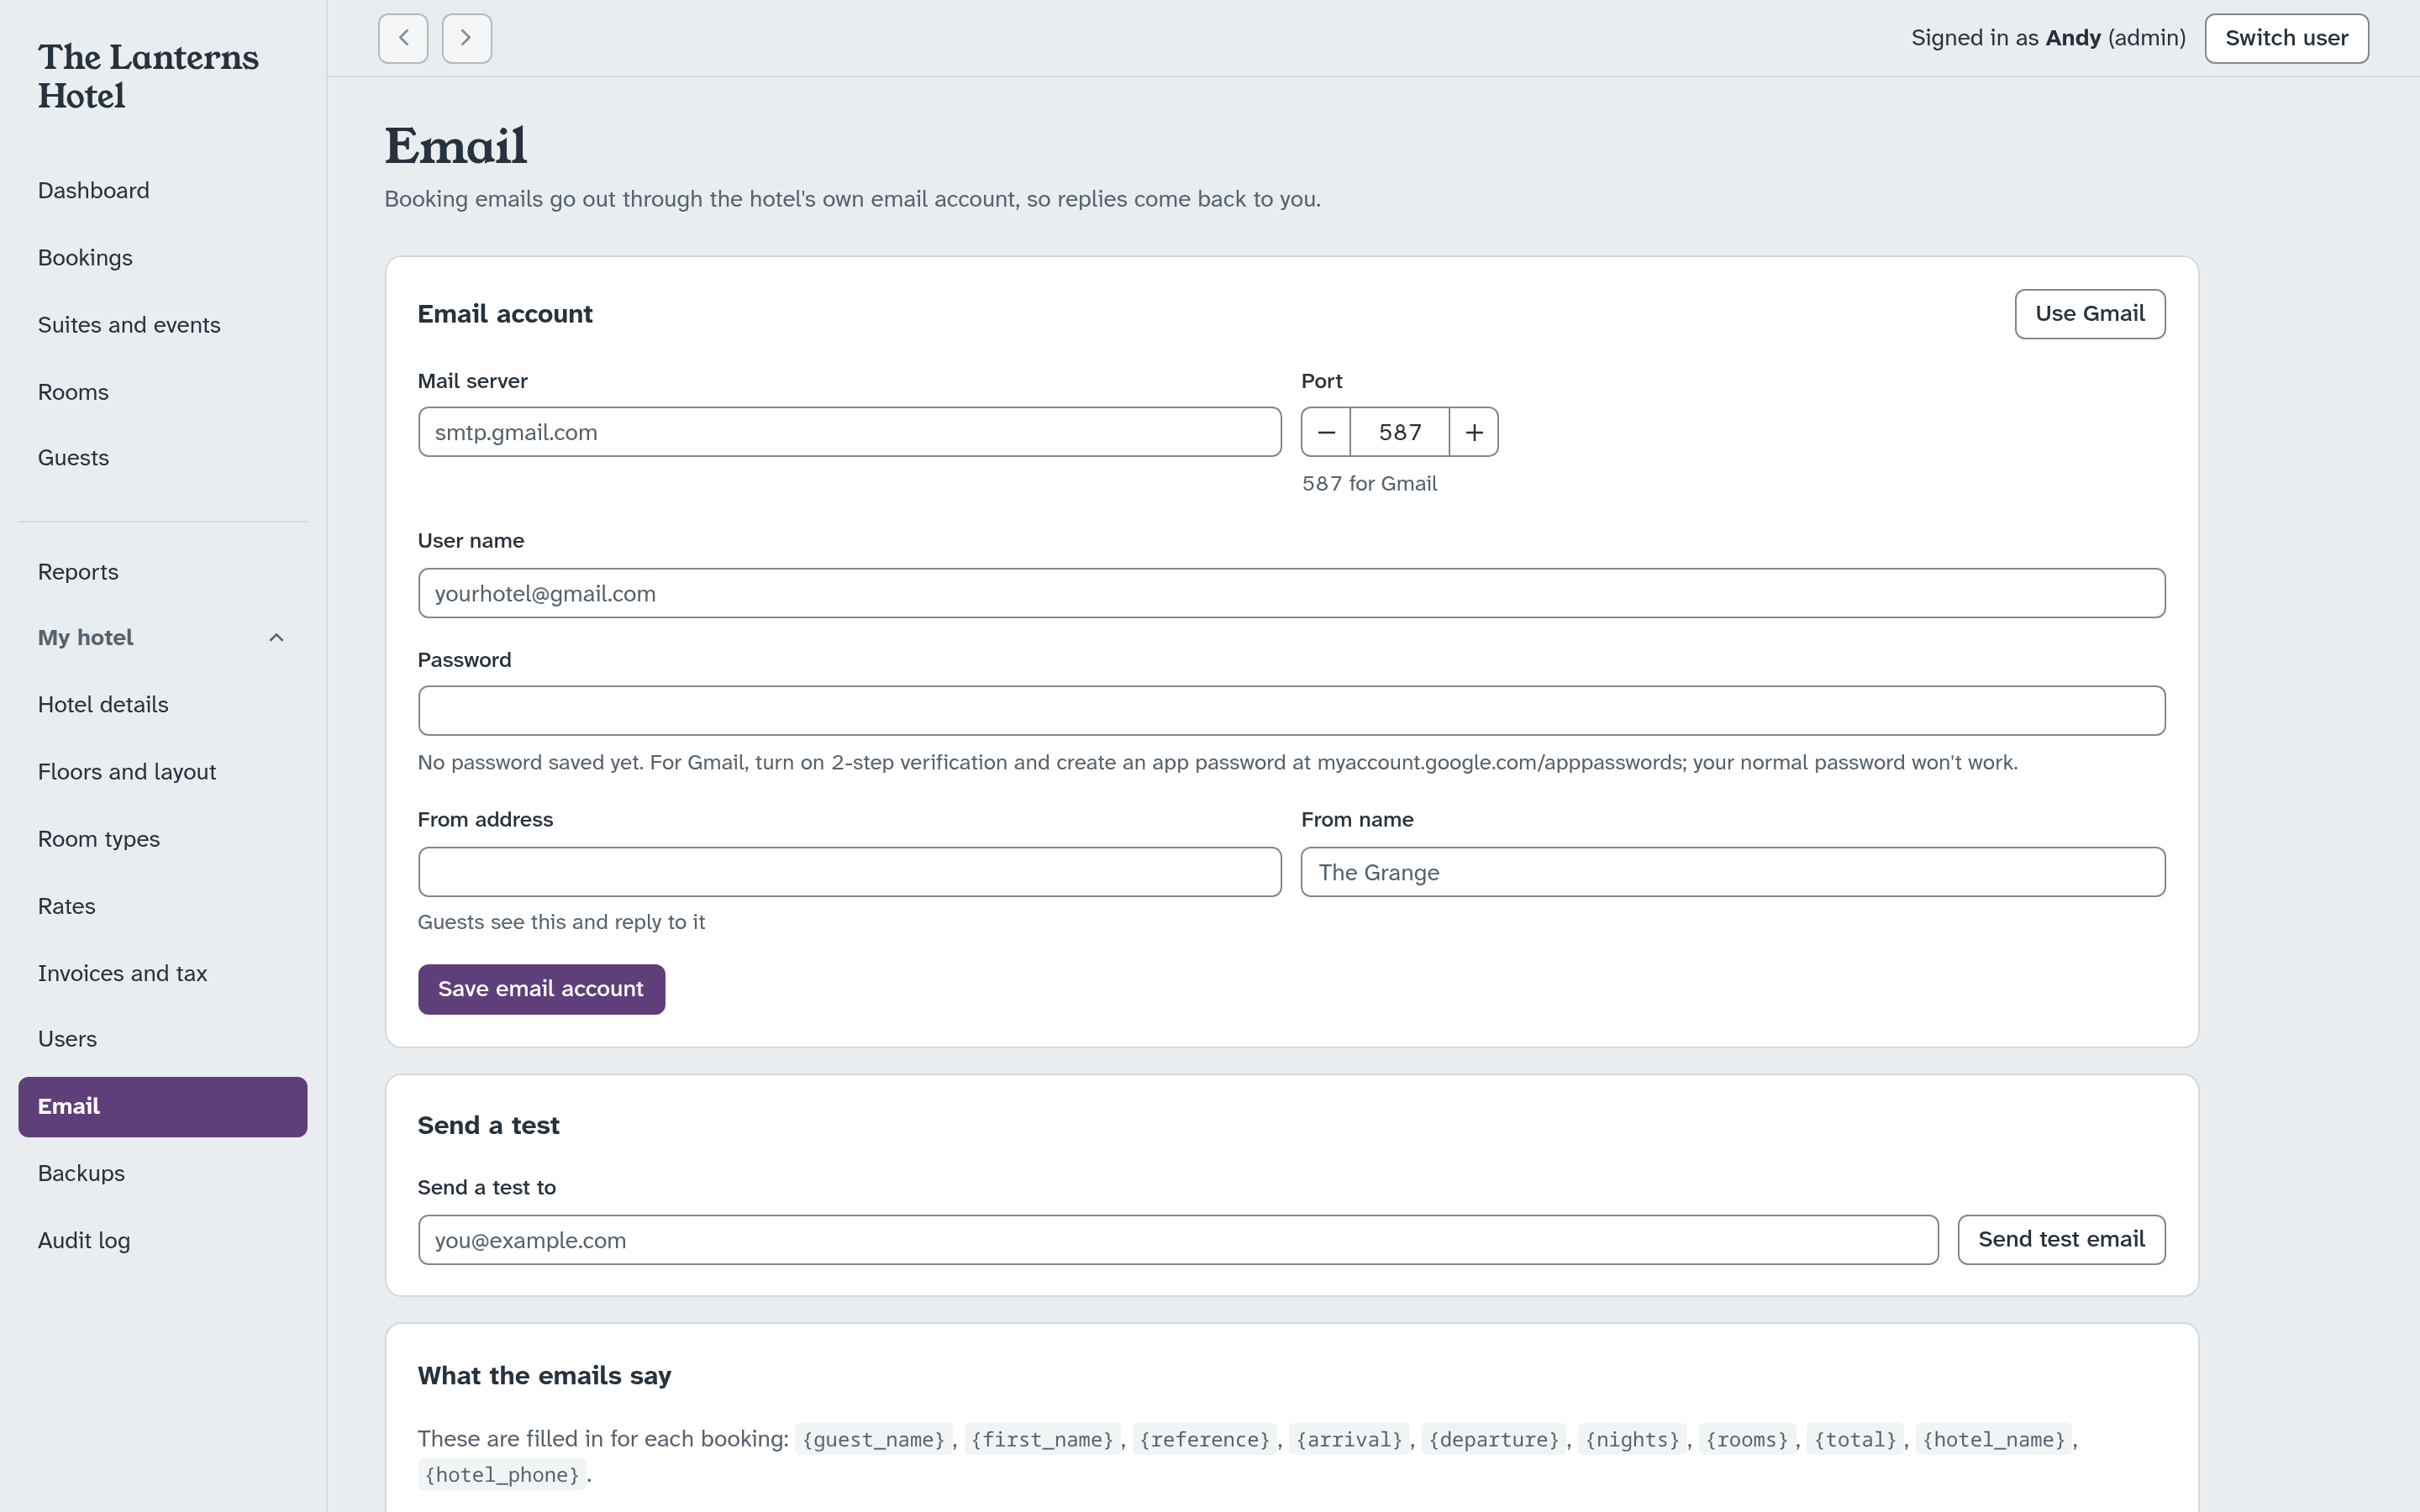 The Lanterns
Hotel
Dashboard
Bookings
Suites and events
Rooms
Guests
Reports
My hotel
Hotel details
Floors and layout
Room types
Rates
Invoices and tax
Users
Email
Backups
Audit log
Signed in as Andy (admin)
Switch user
Email
Booking emails go out through the hotel's own email account, so replies come back to you.
Email account
Use Gmail
Mail server
Port
smtp.gmail.com
− 587 +
587 for Gmail
User name
yourhotel@gmail.com
Password
No password saved yet. For Gmail, turn on 2-step verification and create an app password at myaccount.google.com/apppasswords; your normal password won't work.
From address
From name
The Grange
Guests see this and reply to it
Save email account
Send a test
Send a test to
you@example.com
Send test email
What the emails say
These are filled in for each booking: {guest_name}, {first_name}, {reference}, {arrival}, {departure}, {nights}, {rooms}, {total}, {hotel_name},
{hotel_phone}.